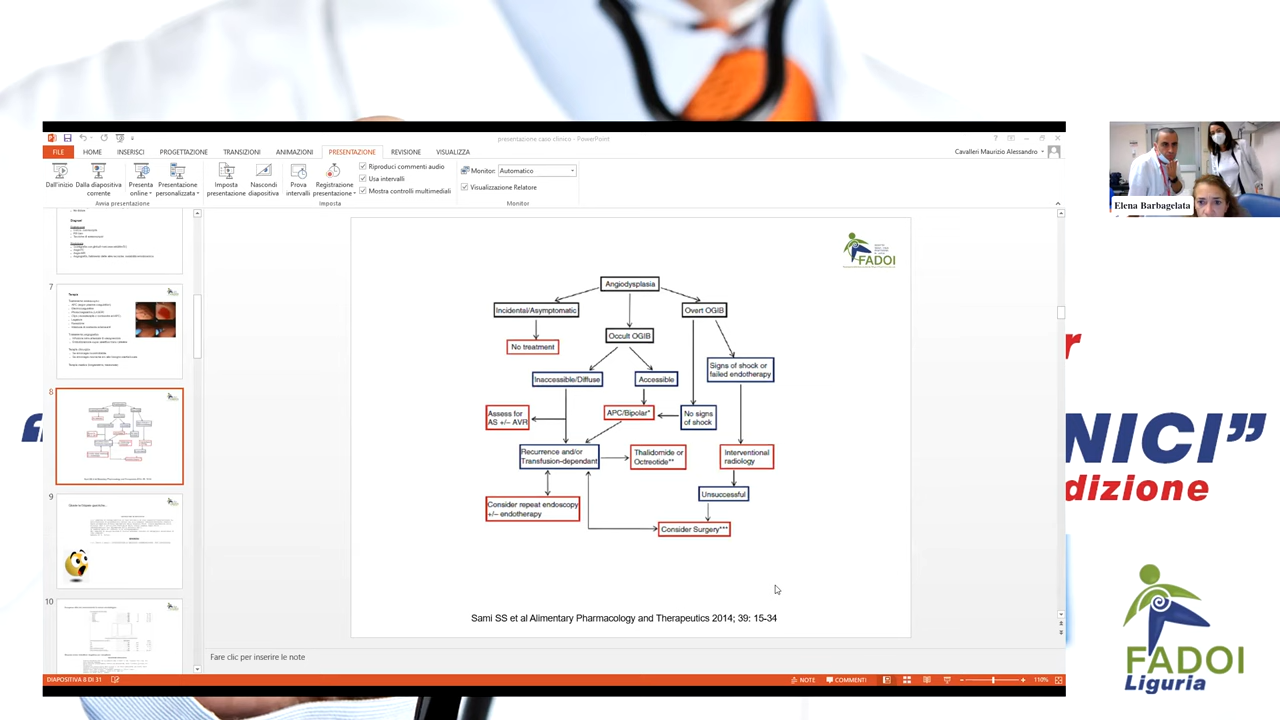 presentazione caso clinico - PowerPoint
FILE
HOME
INSERISCI
PROGETTAZIONE
TRANSIZIONI
ANIMAZIONI
PRESENTAZIONE
REVISIONE
VISUALIZZA
Cavalleri Maurizio Alessandro
Dall'inizio
Dalla diapositiva
corrente
Presenta
online
Presentazione
personalizzata
Imposta
presentazione
Nascondi
diapositiva
Prova
intervalli
Registrazione
presentazione
Riproduci commenti audio
Usa intervalli
Mostra controlli multimediali
Monitor:
Automatico
Visualizzazione Relatore
Avvia presentazione
Imposta
Monitor
Elena Barbagelata
7
8
9
10
FADOI
Angiodysplasia
Incidental/Asymptomatic
Overt OGIB
Occult OGIB
No treatment
Signs of shock or
failed endotherapy
Inaccessible/Diffuse
Accessible
Assess for
AS +/– AVR
APC/Bipolar*
No signs
of shock
Recurrence and/or
Transfusion-dependant
Thalidomide or
Octreotide**
Interventional
radiology
Unsuccessful
Consider repeat endoscopy
+/– endotherapy
Consider Surgery***
Sami SS et al Alimentary Pharmacology and Therapeutics 2014; 39: 15-34
Fare clic per inserire le note
DIAPOSITIVA 8 DI 31
NOTE
COMMENTI
110%
NICI”
dizione
FADOI
Liguria